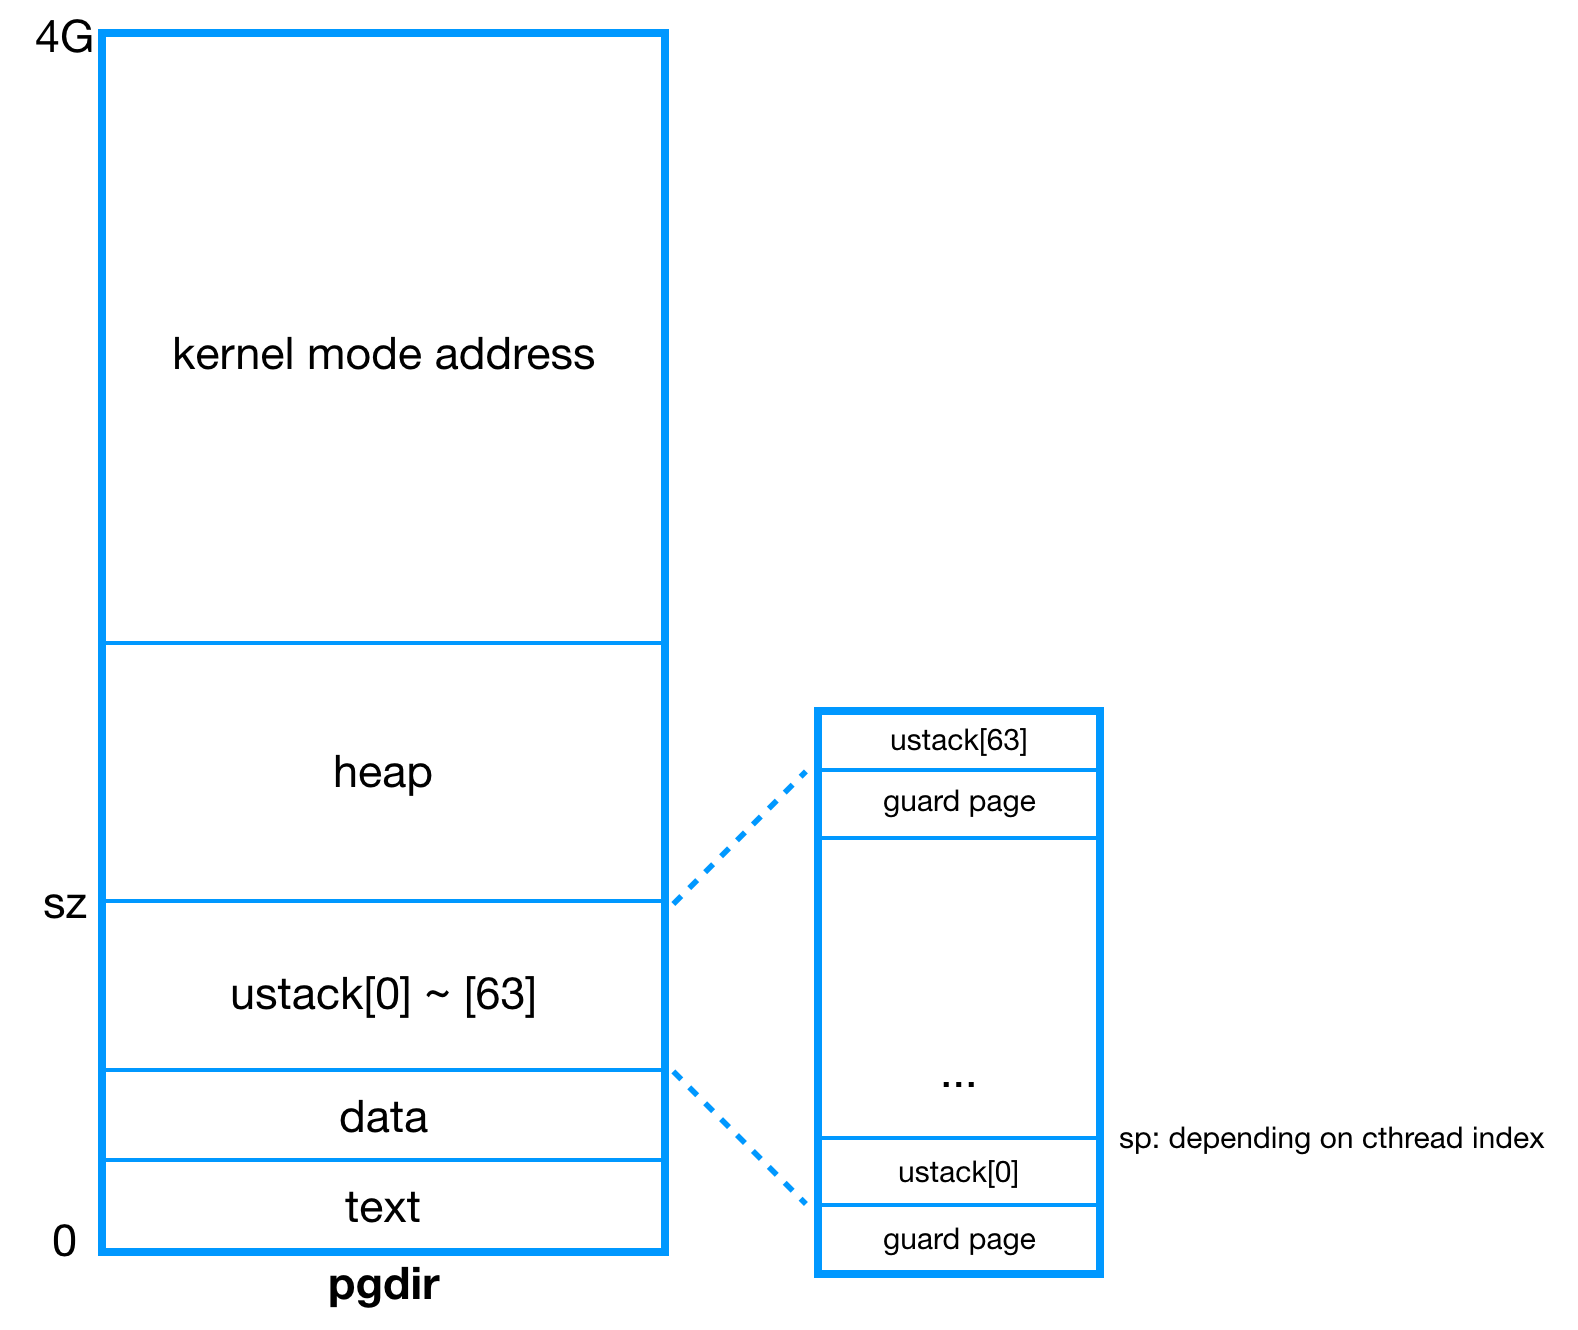 4G
kernel mode address
heap
sz
ustack[0] ~ [63]
data
text
0
pgdir
ustack[63]
guard page
...
sp: depending on cthread index
ustack[0]
guard page